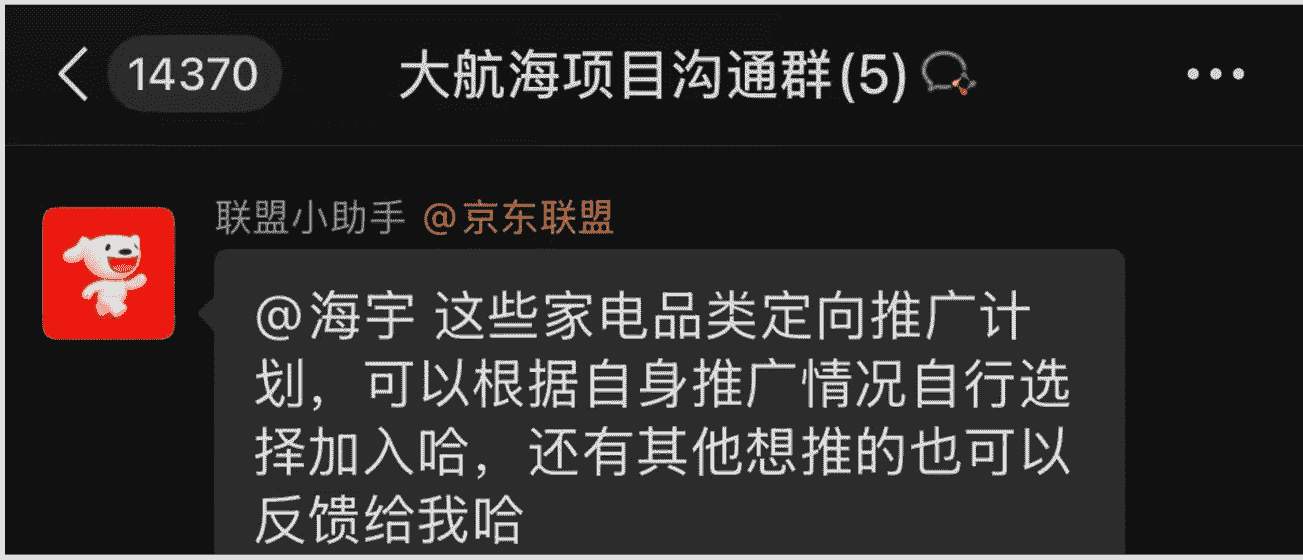 14370
大航海项目沟通群(5)
联盟小助手 @京东联盟
@海宇 这些家电品类定向推广计
划，可以根据自身推广情况自行选
择加入哈，还有其他想推的也可以
反馈给我哈